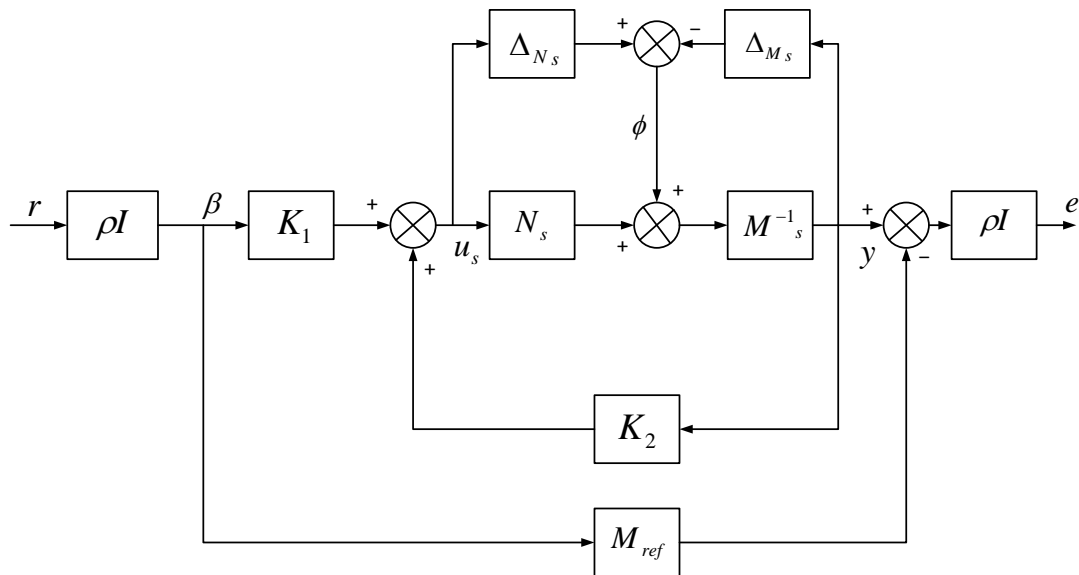 + −
Δ_{N s} Δ_{M s}
ϕ
r β + + + e
ρI K_1 N_s M^{-1}_s ρI
+ u_s + y −
K_2
M_{ref}